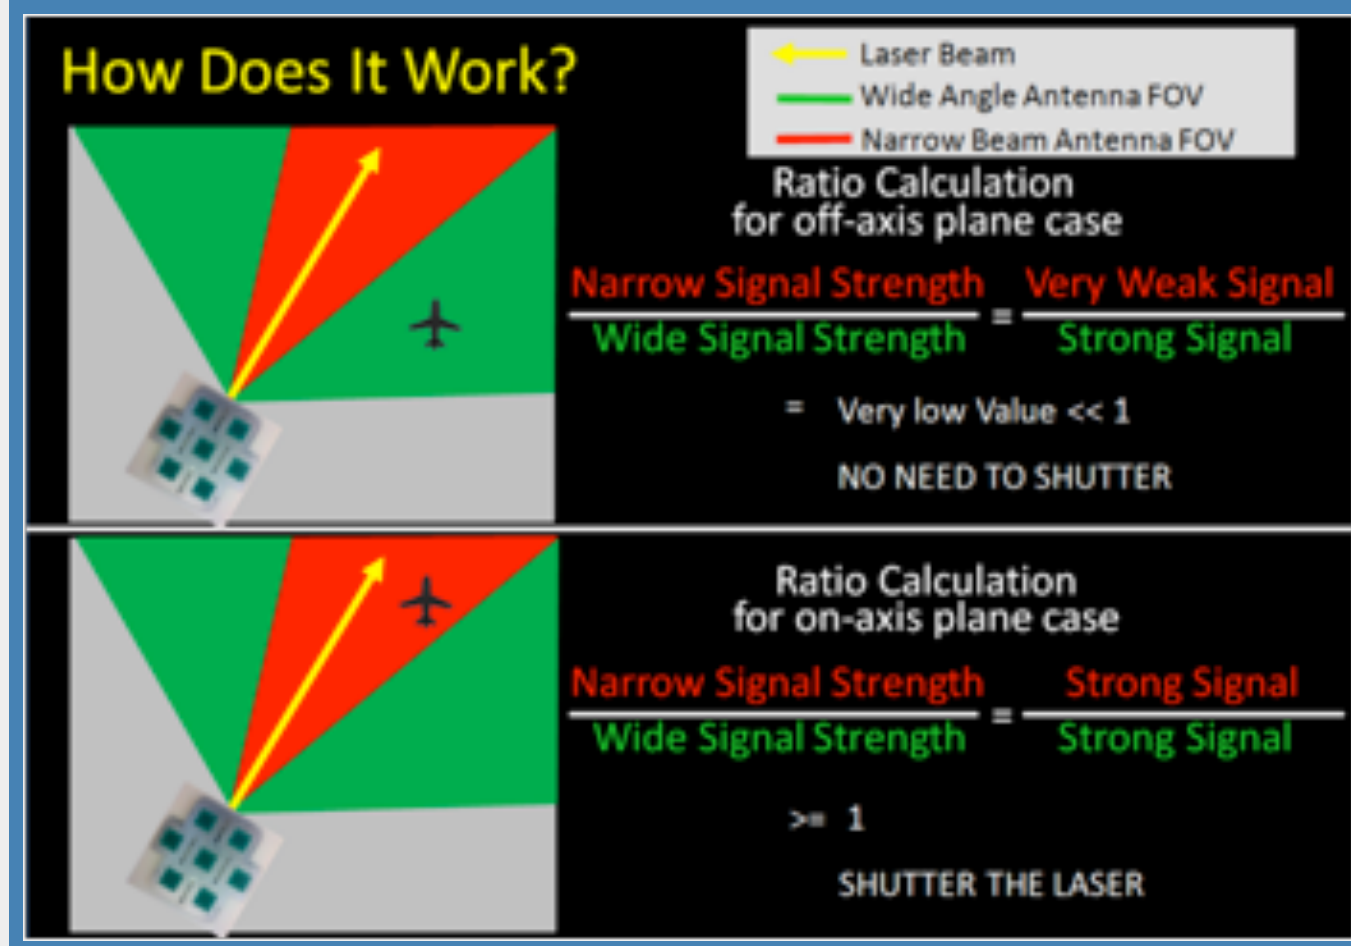 How Does It Work?
Laser Beam
Wide Angle Antenna FOV
Narrow Beam Antenna FOV
Ratio Calculation
for off-axis plane case
Narrow Signal Strength = Very Weak Signal
Wide Signal Strength Strong Signal
= Very low Value << 1
NO NEED TO SHUTTER
Ratio Calculation
for on-axis plane case
Narrow Signal Strength = Strong Signal
Wide Signal Strength Strong Signal
>= 1
SHUTTER THE LASER